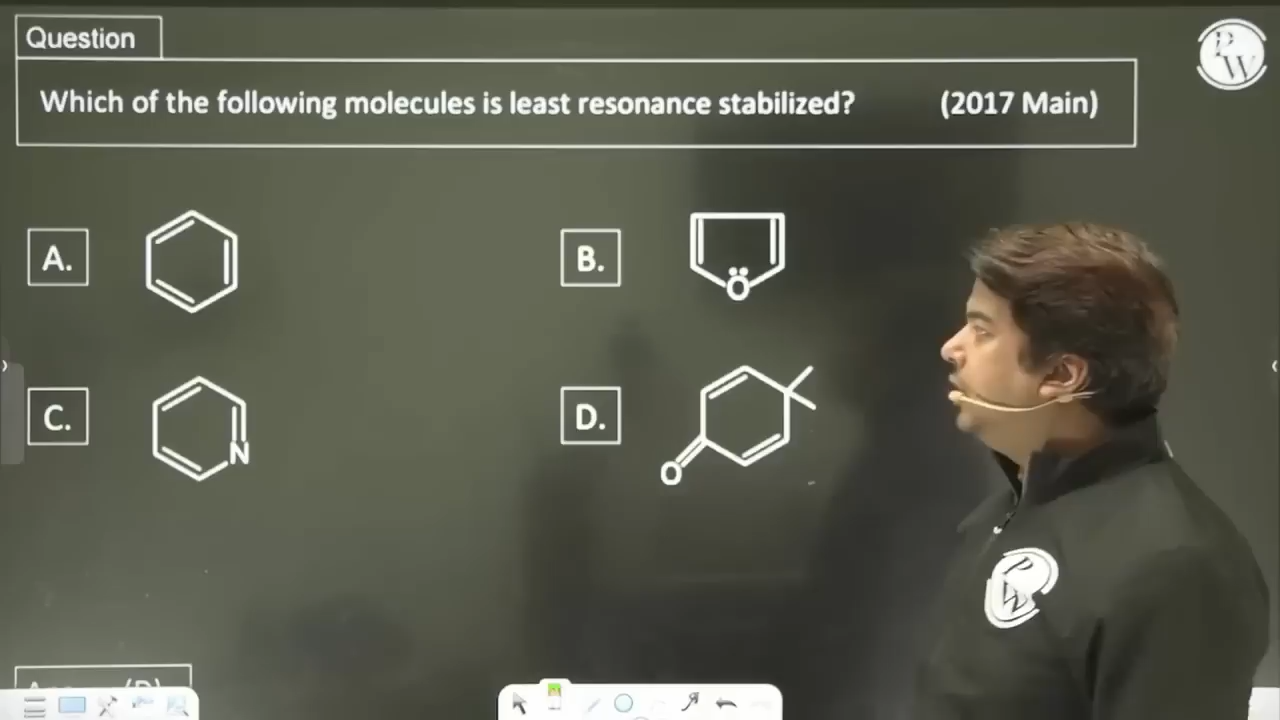 Question
Which of the following molecules is least resonance stabilized? (2017 Main)
P
W
A.
B.
Ö
C.
N
D.
O
P
W
(D)